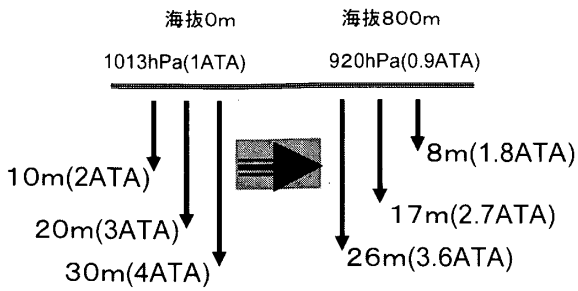 海抜0m
1013hPa(1ATA)
10m(2ATA)
20m(3ATA)
30m(4ATA)
海抜800m
920hPa(0.9ATA)
8m(1.8ATA)
17m(2.7ATA)
26m(3.6ATA)